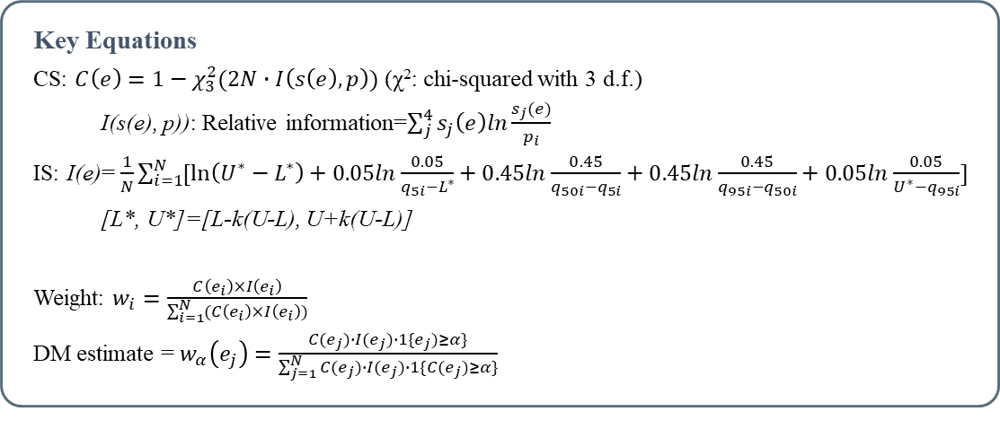 Key Equations
CS: C(e) = 1 − χ₃²(2N · I(s(e), p)) (χ²: chi-squared with 3 d.f.)
I(s(e), p)): Relative information=∑ⱼ⁴ sⱼ(e)ln sⱼ(e)/pᵢ
IS: I(e)= 1/N ∑ᵢ₌₁ᴺ[ln(U* − L*) + 0.05ln 0.05/(q₅ᵢ−L*) + 0.45ln 0.45/(q₅₀ᵢ−q₅ᵢ) + 0.45ln 0.45/(q₉₅ᵢ−q₅₀ᵢ) + 0.05ln 0.05/(U*−q₉₅ᵢ)]
[L*, U*]=[L-k(U-L), U+k(U-L)]
Weight: wᵢ = C(eᵢ)×I(eᵢ)/∑ᵢ₌₁ᴺ(C(eᵢ)×I(eᵢ))
DM estimate = w_α(eⱼ) = C(eⱼ)·I(eⱼ)·1{eⱼ)≥α}/∑ⱼ₌₁ᴺ C(eⱼ)·I(eⱼ)·1{C(eⱼ)≥α}